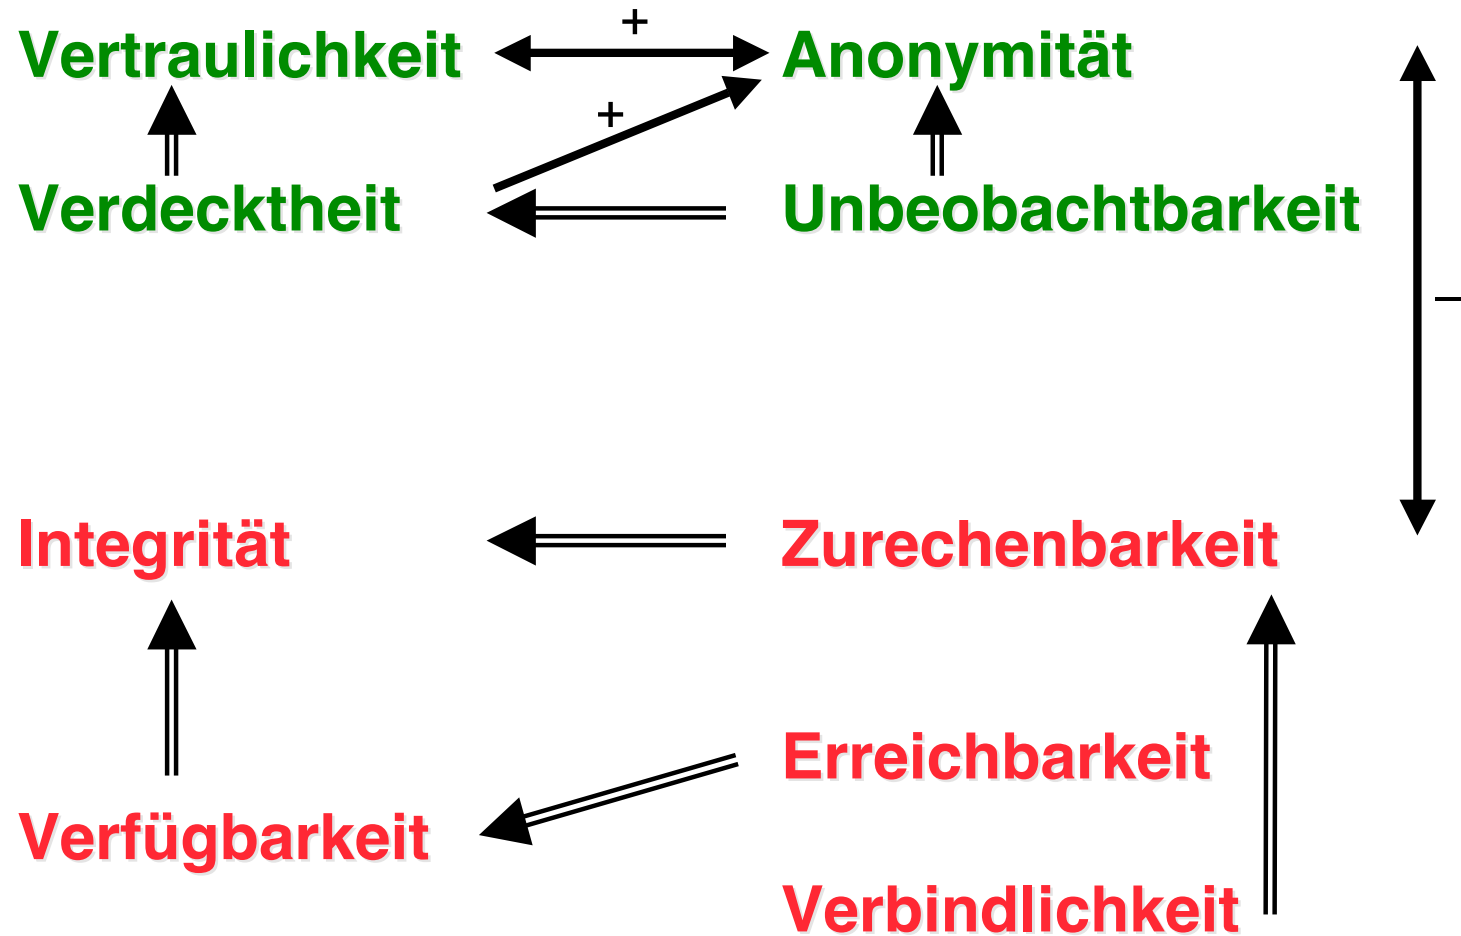 +
Vertraulichkeit Anonymität
+
Verdecktheit Unbeobachtbarkeit
–
Integrität Zurechenbarkeit
Erreichbarkeit
Verfügbarkeit
Verbindlichkeit